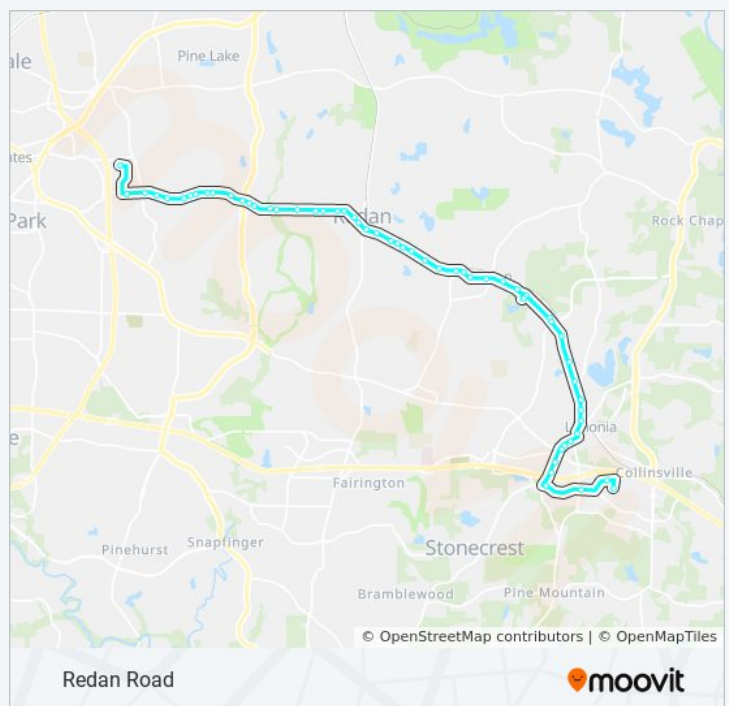 ale
Pine Lake
ates
Park
Redan
Rock Chap
Lithonia
Collinsville
Fairington
Stonecrest
Snapfinger
Pinehurst
Bramblewood
Pine Mountain
© OpenStreetMap contributors | © OpenMapTiles
Redan Road
moovit